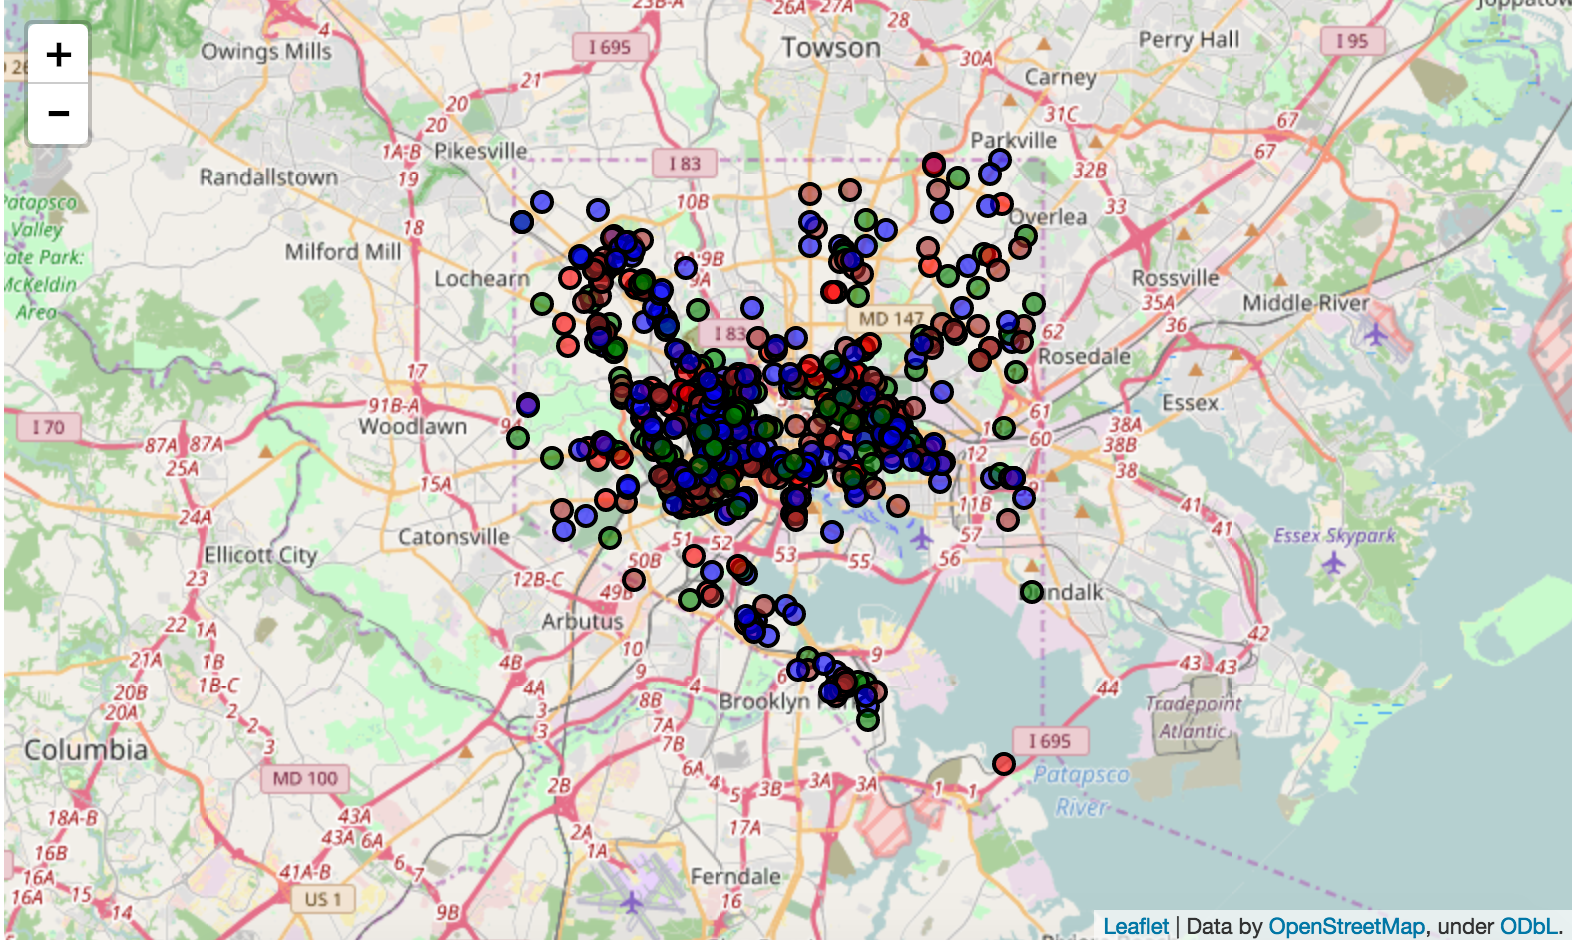 +
−
23B-A
26A
27A
28
4
Owings Mills
I 695
Towson
30A
Perry Hall
I 95
26
21
Carney
20
31C
67
20
1A-B
Pikesville
I 83
Parkville
67
19
Randallstown
32B
10B
33
Overlea
Patapsco
Valley
ate Park:
McKeldin
Area
18
Milford Mill
Lochearn
9A
Rossville
35A
Middle River
36
MD 147
I 83
62
Rosedale
17
91B-A
Essex
I 70
Woodlawn
61
38A
38B
87A
87A
60
25A
12
38
15A
11B
41
24A
41
57
Catonsville
Essex Skypark
Ellicott City
51
52
53
55
56
50B
23
12B-C
49B
ndalk
Arbutus
22
1A
42
10
9
21A
1B
4B
9
43
43
1B-C
20B
4A
4
6
44
20A
8B
Brooklyn
2
3
Tradepoint
Atlantic
7A
2
3
7B
Columbia
3
I 695
6A
Patapsco
River
MD 100
2B
4
5
3B
3A
3A
1
1
18A-B
43A
17A
43A
6A
2A
16B
1A
6
7
16A
41A-B
Ferndale
16A
15
US 1
16
14
9B
Leaflet | Data by OpenStreetMap, under ODbL.